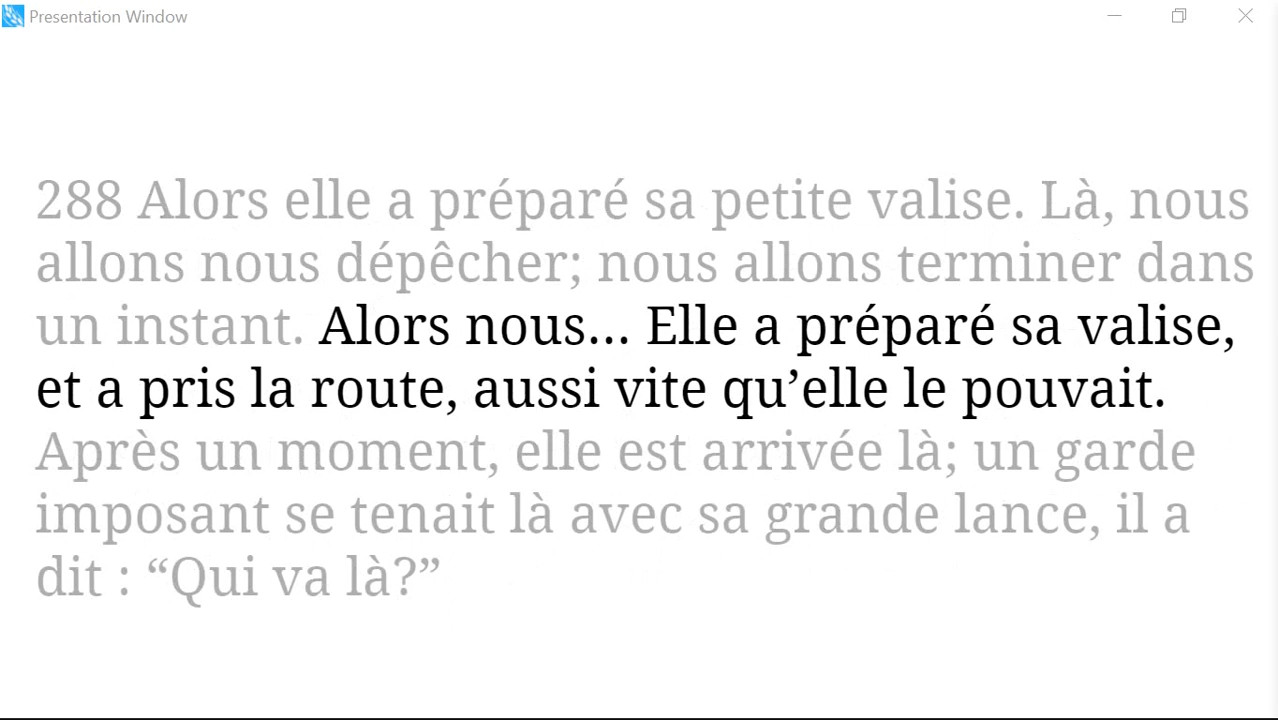 Presentation Window
288 Alors elle a préparé sa petite valise. Là, nous
allons nous dépêcher; nous allons terminer dans
un instant. Alors nous… Elle a préparé sa valise,
et a pris la route, aussi vite qu’elle le pouvait.
Après un moment, elle est arrivée là; un garde
imposant se tenait là avec sa grande lance, il a
dit : “Qui va là?”